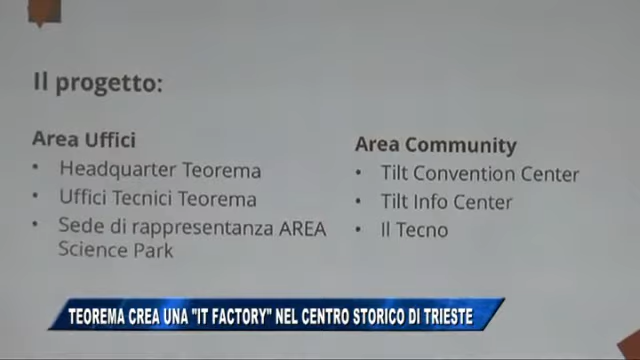 Il progetto:
Area Uffici
• Headquarter Teorema
• Uffici Tecnici Teorema
• Sede di rappresentanza AREA
Science Park
Area Community
• Tilt Convention Center
• Tilt Info Center
• Il Tecno
TEOREMA CREA UNA "IT FACTORY" NEL CENTRO STORICO DI TRIESTE